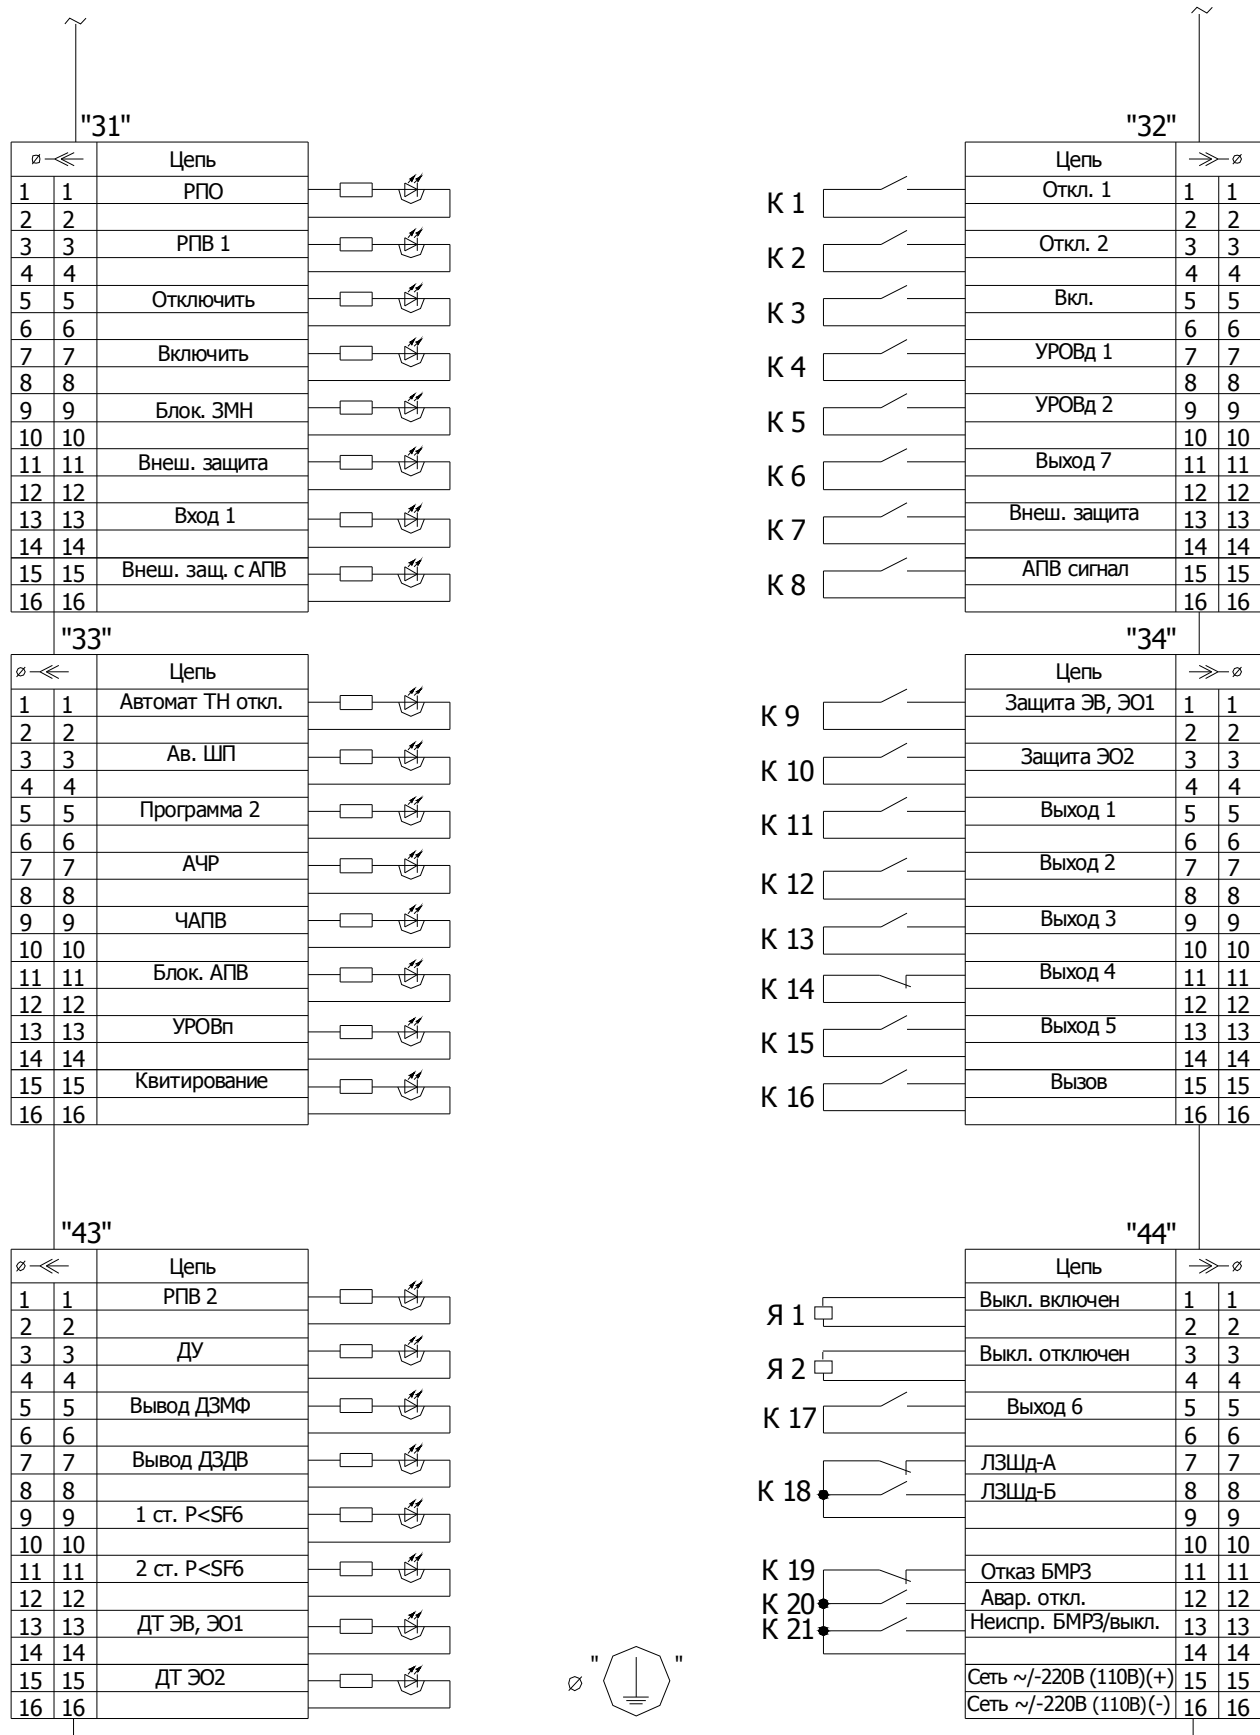 "31"
Цепь
1 1 РПО
2 2
3 3 РПВ 1
4 4
5 5 Отключить
6 6
7 7 Включить
8 8
9 9 Блок. ЗМН
10 10
11 11 Внеш. защита
12 12
13 13 Вход 1
14 14
15 15 Внеш. защ. с АПВ
16 16
"32"
Цепь
К 1 Откл. 1 1 1
2 2
К 2 Откл. 2 3 3
4 4
К 3 Вкл. 5 5
6 6
К 4 УРОВд 1 7 7
8 8
К 5 УРОВд 2 9 9
10 10
К 6 Выход 7 11 11
12 12
К 7 Внеш. защита 13 13
14 14
К 8 АПВ сигнал 15 15
16 16
"33"
Цепь
1 1 Автомат ТН откл.
2 2
3 3 Ав. ШП
4 4
5 5 Программа 2
6 6
7 7 АЧР
8 8
9 9 ЧАПВ
10 10
11 11 Блок. АПВ
12 12
13 13 УРОВп
14 14
15 15 Квитирование
16 16
"34"
Цепь
К 9 Защита ЭВ, ЭО1 1 1
2 2
К 10 Защита ЭО2 3 3
4 4
К 11 Выход 1 5 5
6 6
К 12 Выход 2 7 7
8 8
К 13 Выход 3 9 9
10 10
К 14 Выход 4 11 11
12 12
К 15 Выход 5 13 13
14 14
К 16 Вызов 15 15
16 16
"43"
Цепь
1 1 РПВ 2
2 2
3 3 ДУ
4 4
5 5 Вывод ДЗМФ
6 6
7 7 Вывод ДЗДВ
8 8
9 9 1 ст. P<SF6
10 10
11 11 2 ст. P<SF6
12 12
13 13 ДТ ЭВ, ЭО1
14 14
15 15 ДТ ЭО2
16 16
"44"
Цепь
Я 1 Выкл. включен 1 1
2 2
Я 2 Выкл. отключен 3 3
4 4
К 17 Выход 6 5 5
6 6
ЛЗШд-А 7 7
К 18 ЛЗШд-Б 8 8
9 9
10 10
К 19 Отказ БМРЗ 11 11
К 20 Авар. откл. 12 12
К 21 Неиспр. БМРЗ/выкл. 13 13
14 14
Сеть ~/-220В (110В)(+) 15 15
Сеть ~/-220В (110В)(-) 16 16
⌀ " "